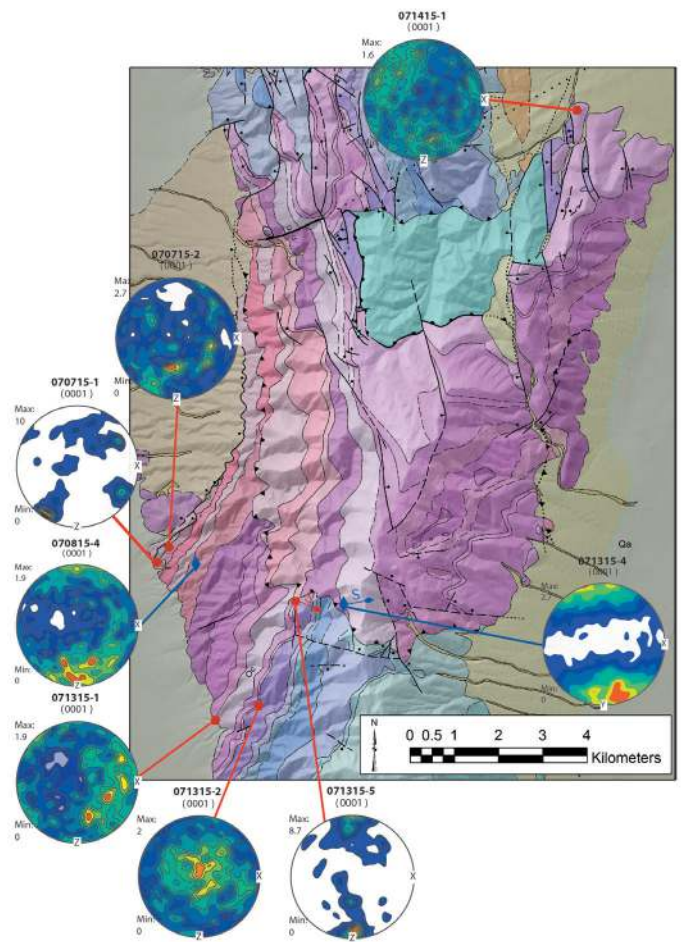 071415-1
(0001)
Max:
1.6
X
Z
070715-2
(0001)
Max
2.7
X
Min
0
Z
070715-1
(0001)
Max:
10
X
Min:
0
Z
070815-4
(0001)
Max:
1.9
X
Min:
0
Z
Qa
071315-4
(0001)
Max:
2.7
X
Min:
0
Y
S
071315-1
(0001)
Max:
1.9
X
Min:
0
Z
N
0 0.5 1 2 3 4
Kilometers
071315-2
(0001)
Max:
2
X
Min:
0
Z
071315-5
(0001)
Max:
8.7
X
Min:
0
Z